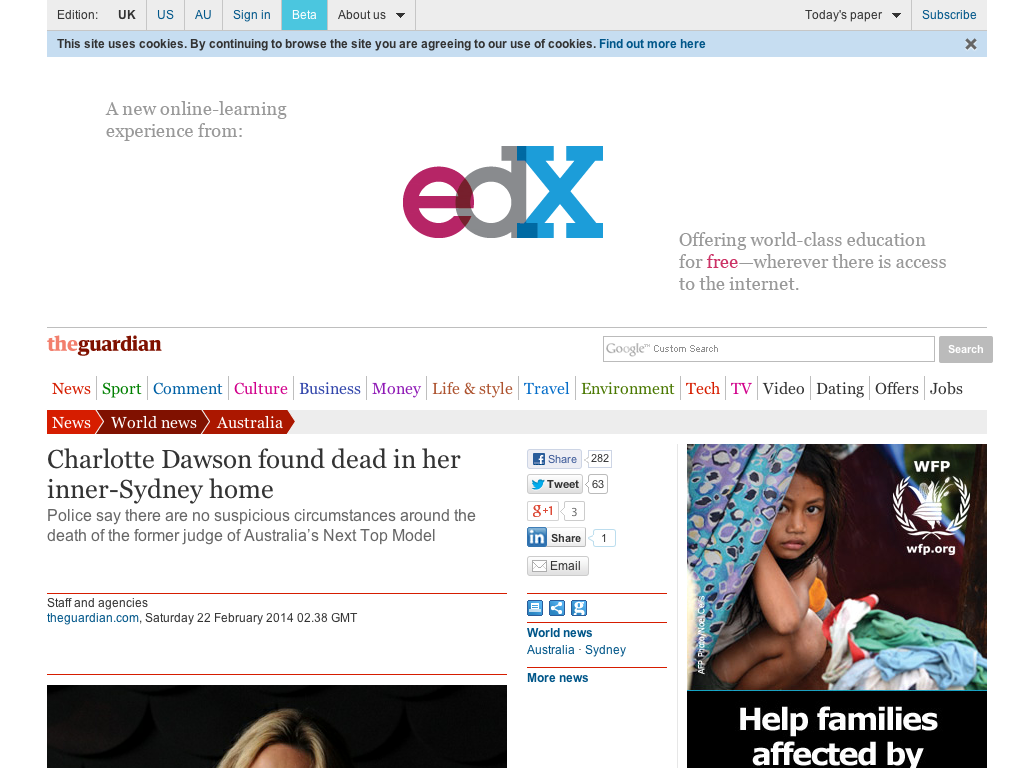 Edition: UK US AU Sign in Beta About us Today's paper Subscribe
This site uses cookies. By continuing to browse the site you are agreeing to our use of cookies. Find out more here
A new online-learning
experience from:
edX
Offering world-class education
for free—wherever there is access
to the internet.
theguardian
Google™ Custom Search Search
News Sport Comment Culture Business Money Life & style Travel Environment Tech TV Video Dating Offers Jobs
News World news Australia
Charlotte Dawson found dead in her
inner-Sydney home
Police say there are no suspicious circumstances around the
death of the former judge of Australia's Next Top Model
Staff and agencies
theguardian.com, Saturday 22 February 2014 02.38 GMT
Share 282
Tweet 63
g+1 3
in Share 1
Email
World news
Australia · Sydney
More news
WFP
wfp.org
AFP Photo/Noel Celis
Help families
affected by